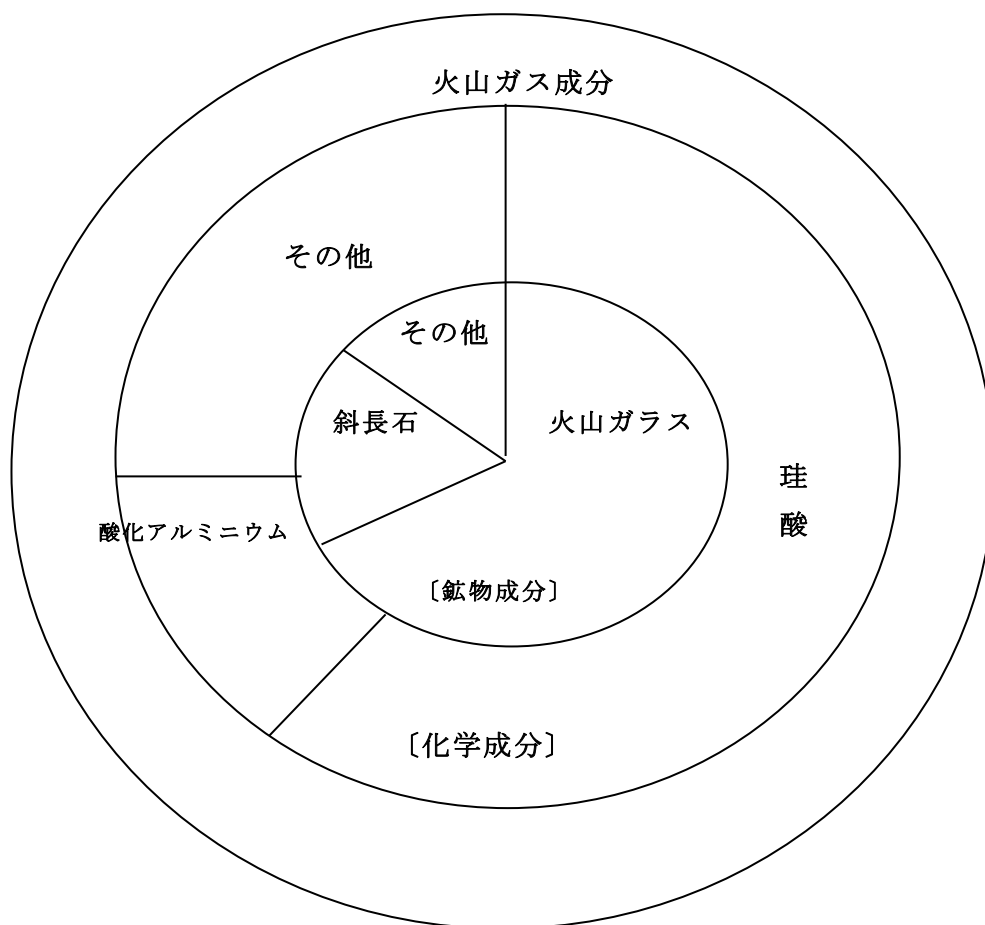 火山ガス成分
その他
その他
斜長石
火山ガラス
珪
酸
酸化アルミニウム
〔鉱物成分〕
〔化学成分〕